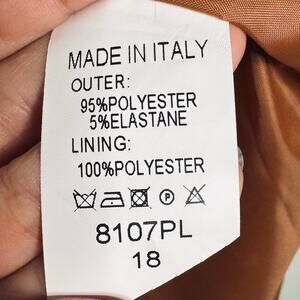 MADE IN ITALY
OUTER:
95%POLYESTER
5%ELASTANE
LINING:
100%POLYESTER
8107PL
18